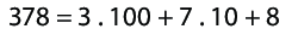 378 = 3 . 100 + 7 . 10 + 8